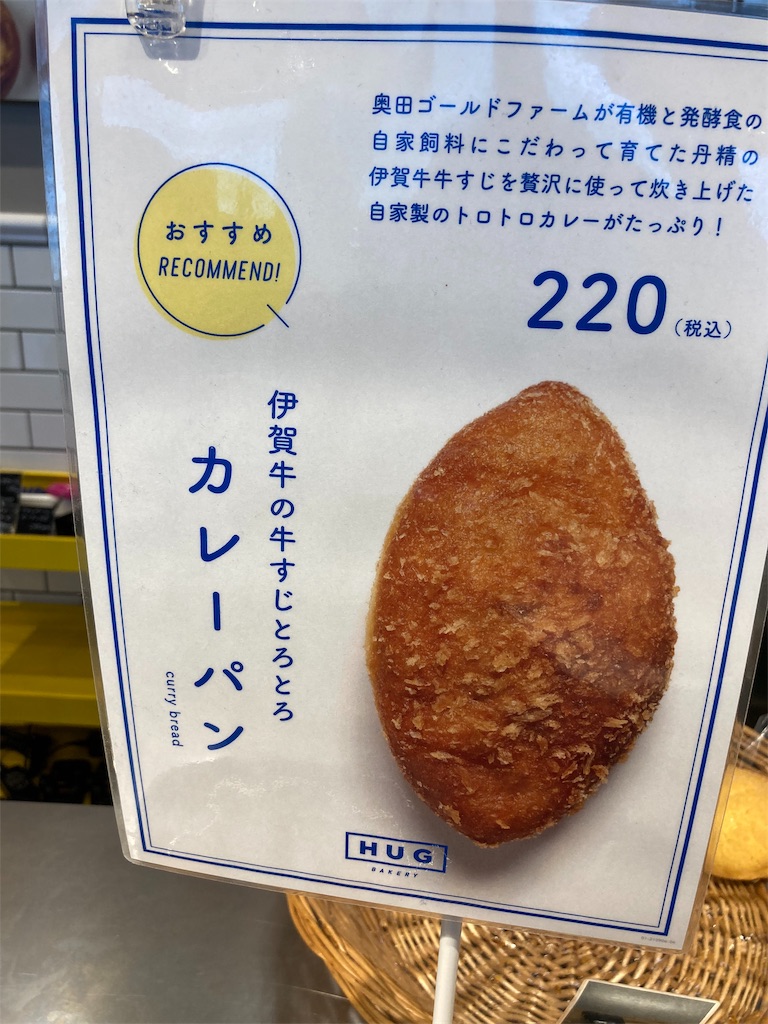 奥田ゴールドファームが有機と発酵食の
自家飼料にこだわって育てた丹精の
伊賀牛牛すじを贅沢に使って炊き上げた
自家製のトロトロカレーがたっぷり!
おすすめ
RECOMMEND!
220(税込)
伊賀牛の牛すじとろとろ
カレーパン
curry bread
HUG
BAKERY